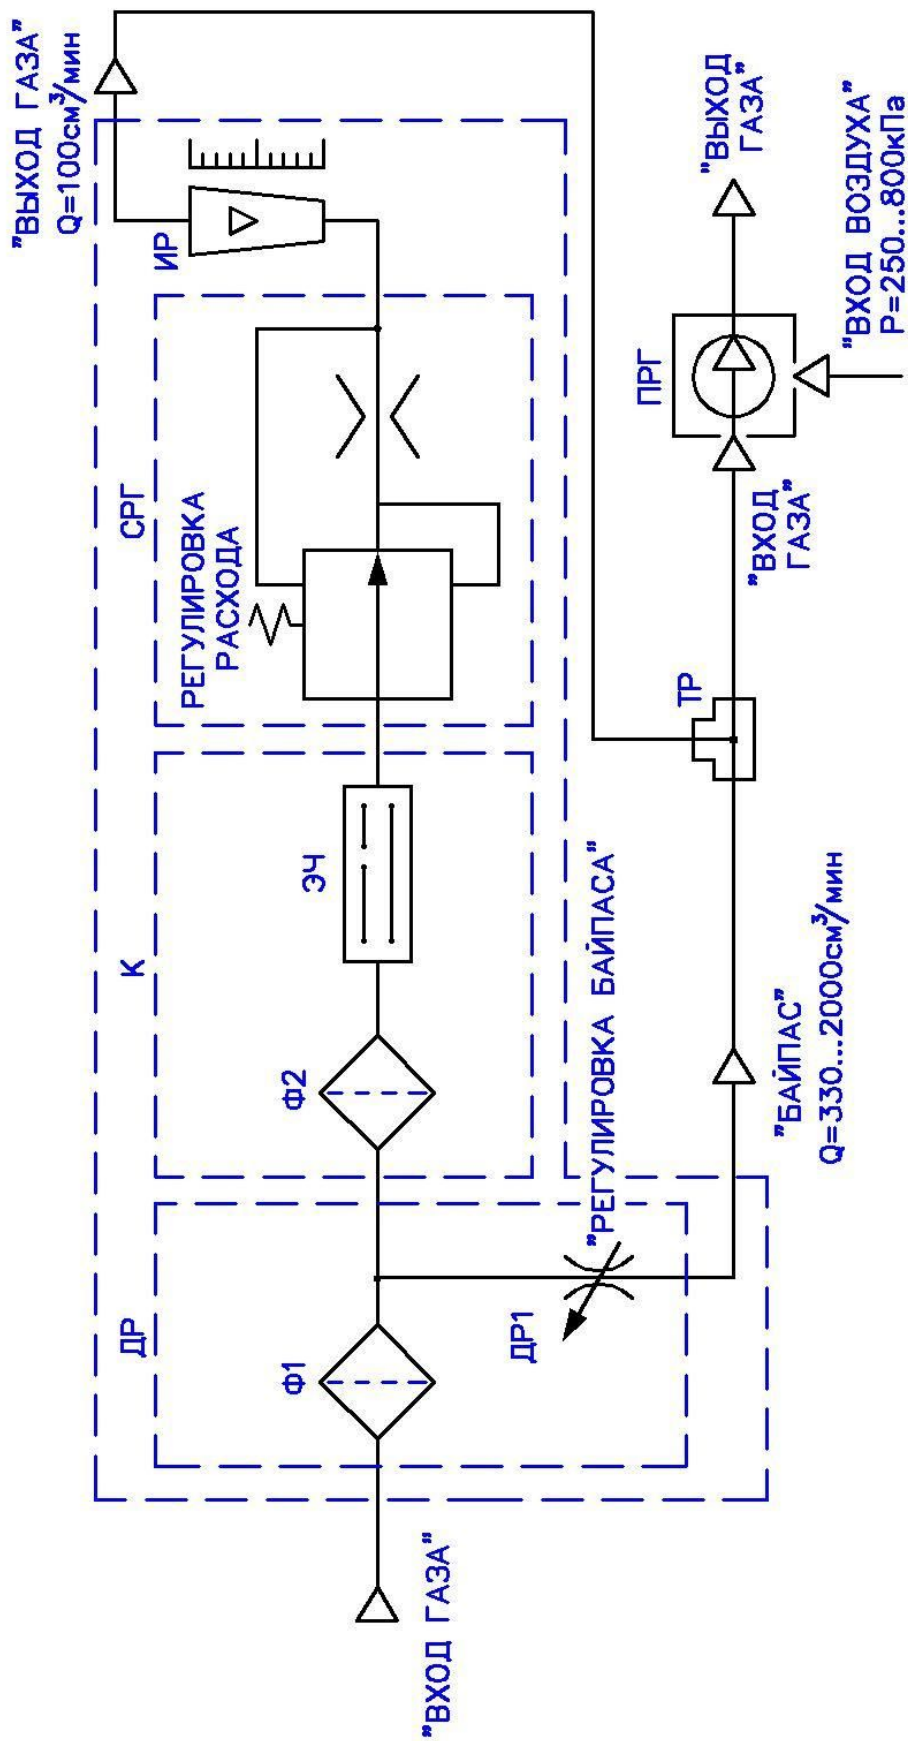 "ВЫХОД ГАЗА"
Q=100см³/мин
ИР
СРГ
РЕГУЛИРОВКА
РАСХОДА
К
ЭЧ
Ф2
ДР
Ф1
ДР1
"РЕГУЛИРОВКА БАЙПАСА"
"ВХОД ГАЗА"
"БАЙПАС"
Q=330...2000см³/мин
ТР
"ВХОД
ГАЗА"
ПРГ
"ВЫХОД
ГАЗА"
"ВХОД ВОЗДУХА"
Р=250...800кПа